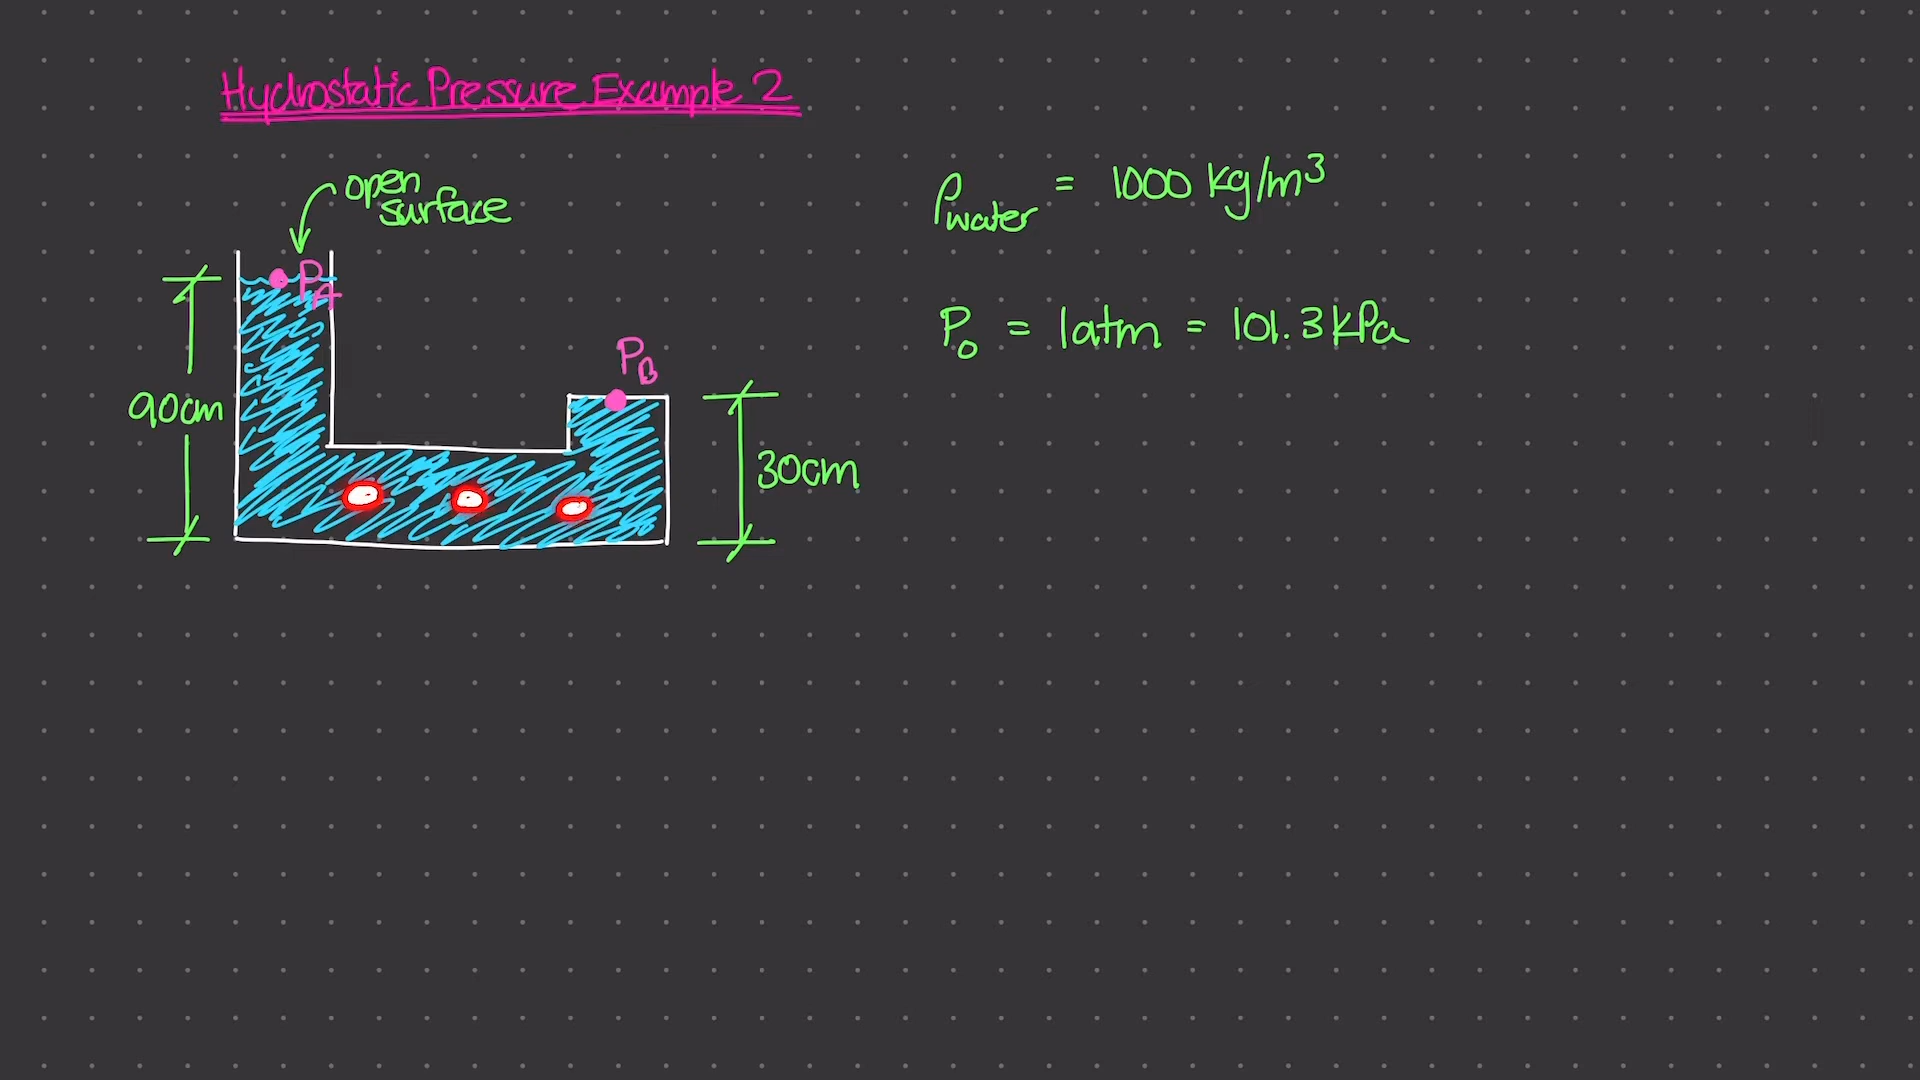 Hydrostatic Pressure Example 2
open
surface
ρwater = 1000 kg/m³
PA
P₀ = 1atm = 101.3 kPa
PB
90cm
30cm